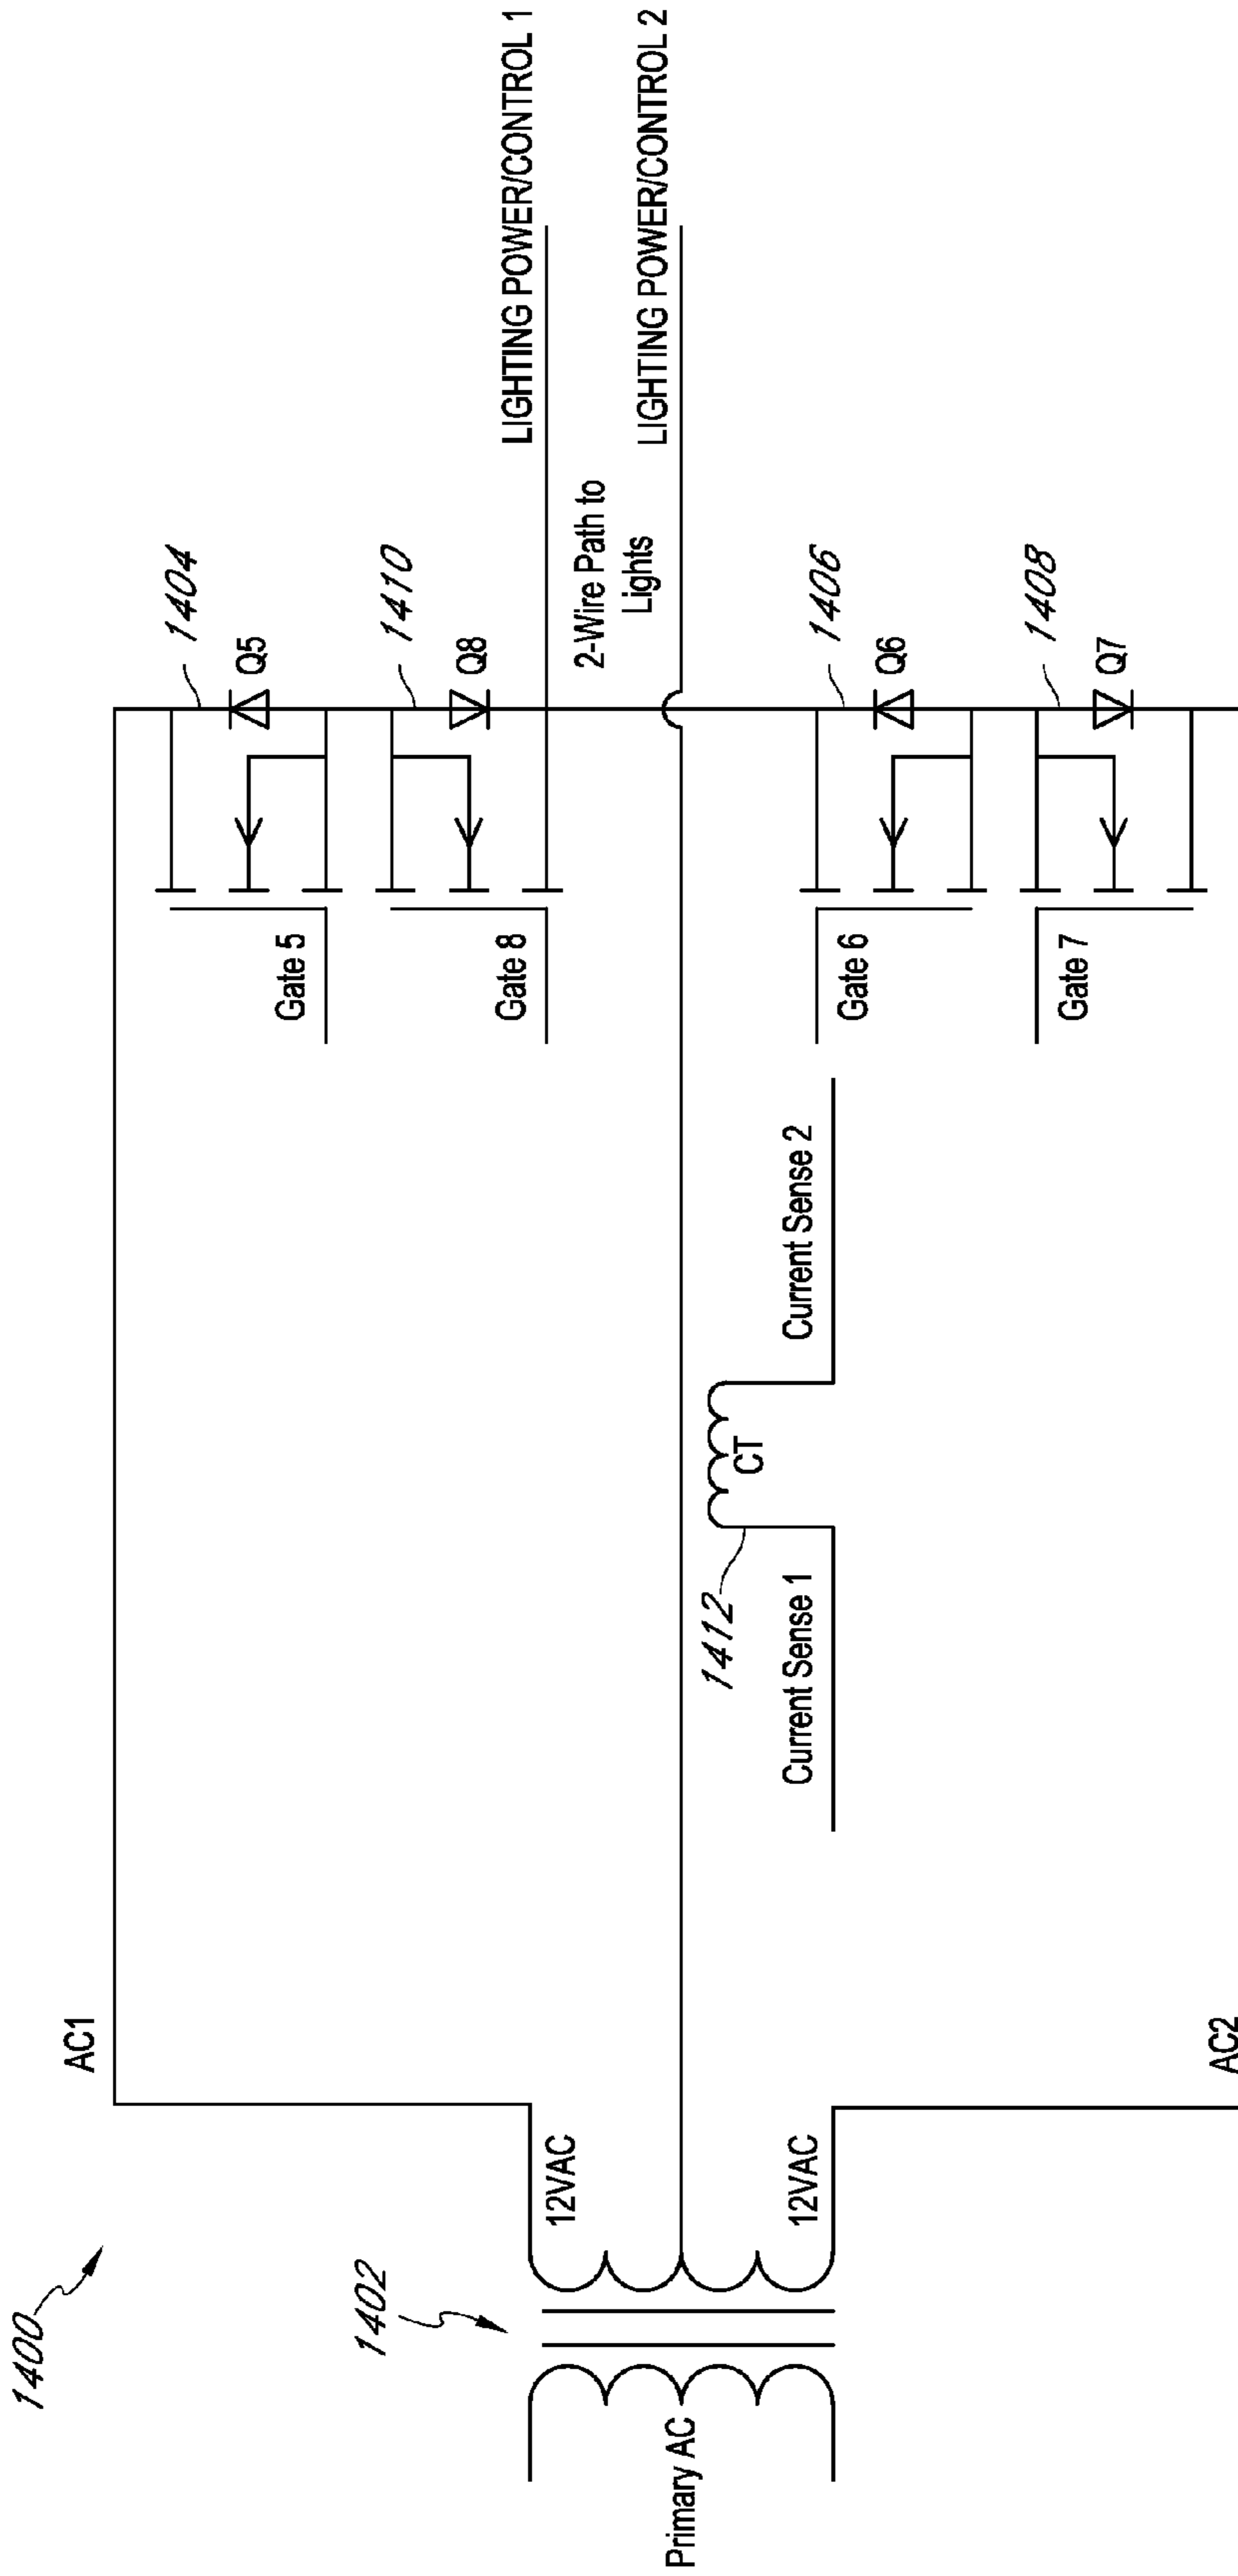 1400
1402
Primary AC
12VAC
12VAC
AC1
AC2
1412
CT
Current Sense 1
Current Sense 2
Gate 5
Gate 8
Gate 6
Gate 7
1404
Q5
1410
Q8
2-Wire Path to
Lights
1406
Q6
1408
Q7
LIGHTING POWER/CONTROL 1
LIGHTING POWER/CONTROL 2